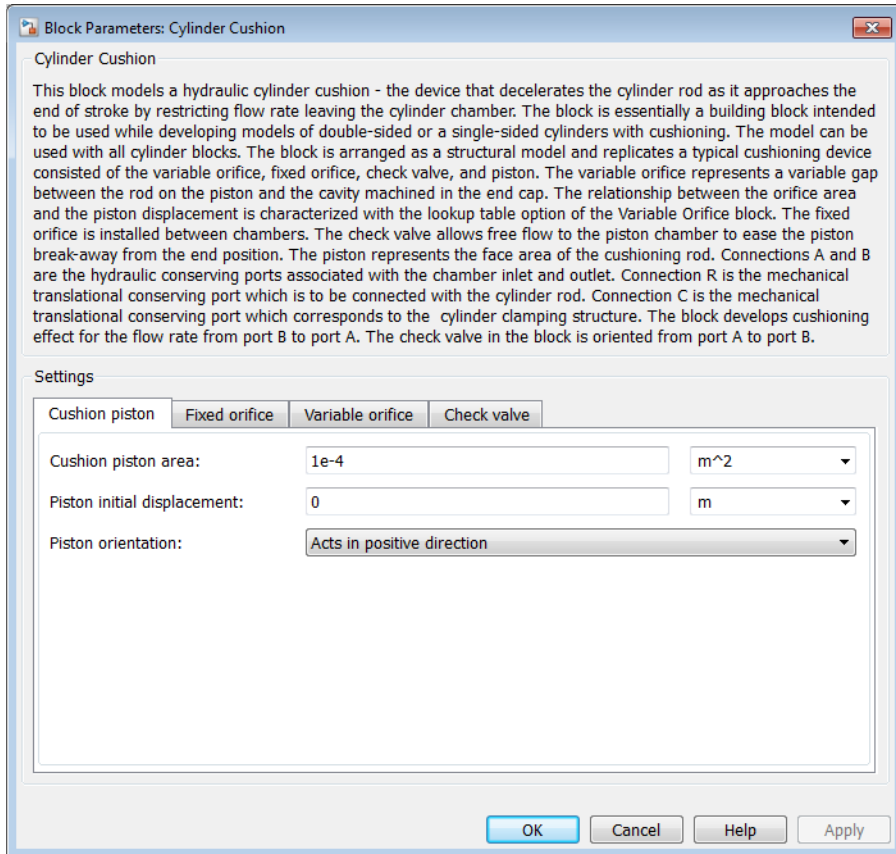 Block Parameters: Cylinder Cushion
Cylinder Cushion
This block models a hydraulic cylinder cushion - the device that decelerates the cylinder rod as it approaches the
end of stroke by restricting flow rate leaving the cylinder chamber. The block is essentially a building block intended
to be used while developing models of double-sided or a single-sided cylinders with cushioning. The model can be
used with all cylinder blocks. The block is arranged as a structural model and replicates a typical cushioning device
consisted of the variable orifice, fixed orifice, check valve, and piston. The variable orifice represents a variable gap
between the rod on the piston and the cavity machined in the end cap. The relationship between the orifice area
and the piston displacement is characterized with the lookup table option of the Variable Orifice block. The fixed
orifice is installed between chambers. The check valve allows free flow to the piston chamber to ease the piston
break-away from the end position. The piston represents the face area of the cushioning rod. Connections A and B
are the hydraulic conserving ports associated with the chamber inlet and outlet. Connection R is the mechanical
translational conserving port which is to be connected with the cylinder rod. Connection C is the mechanical
translational conserving port which corresponds to the cylinder clamping structure. The block develops cushioning
effect for the flow rate from port B to port A. The check valve in the block is oriented from port A to port B.
Settings
Cushion piston Fixed orifice Variable orifice Check valve
Cushion piston area: 1e-4 m^2
Piston initial displacement: 0 m
Piston orientation: Acts in positive direction
OK Cancel Help Apply